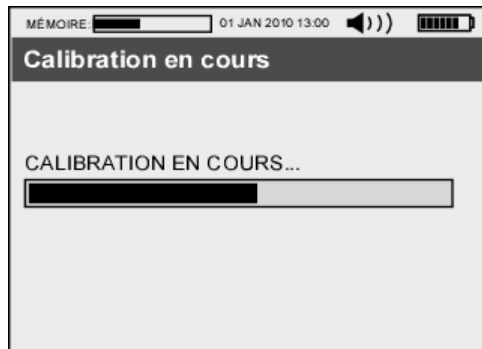 MÉMOIRE: 01 JAN 2010 13:00
Calibration en cours
CALIBRATION EN COURS...